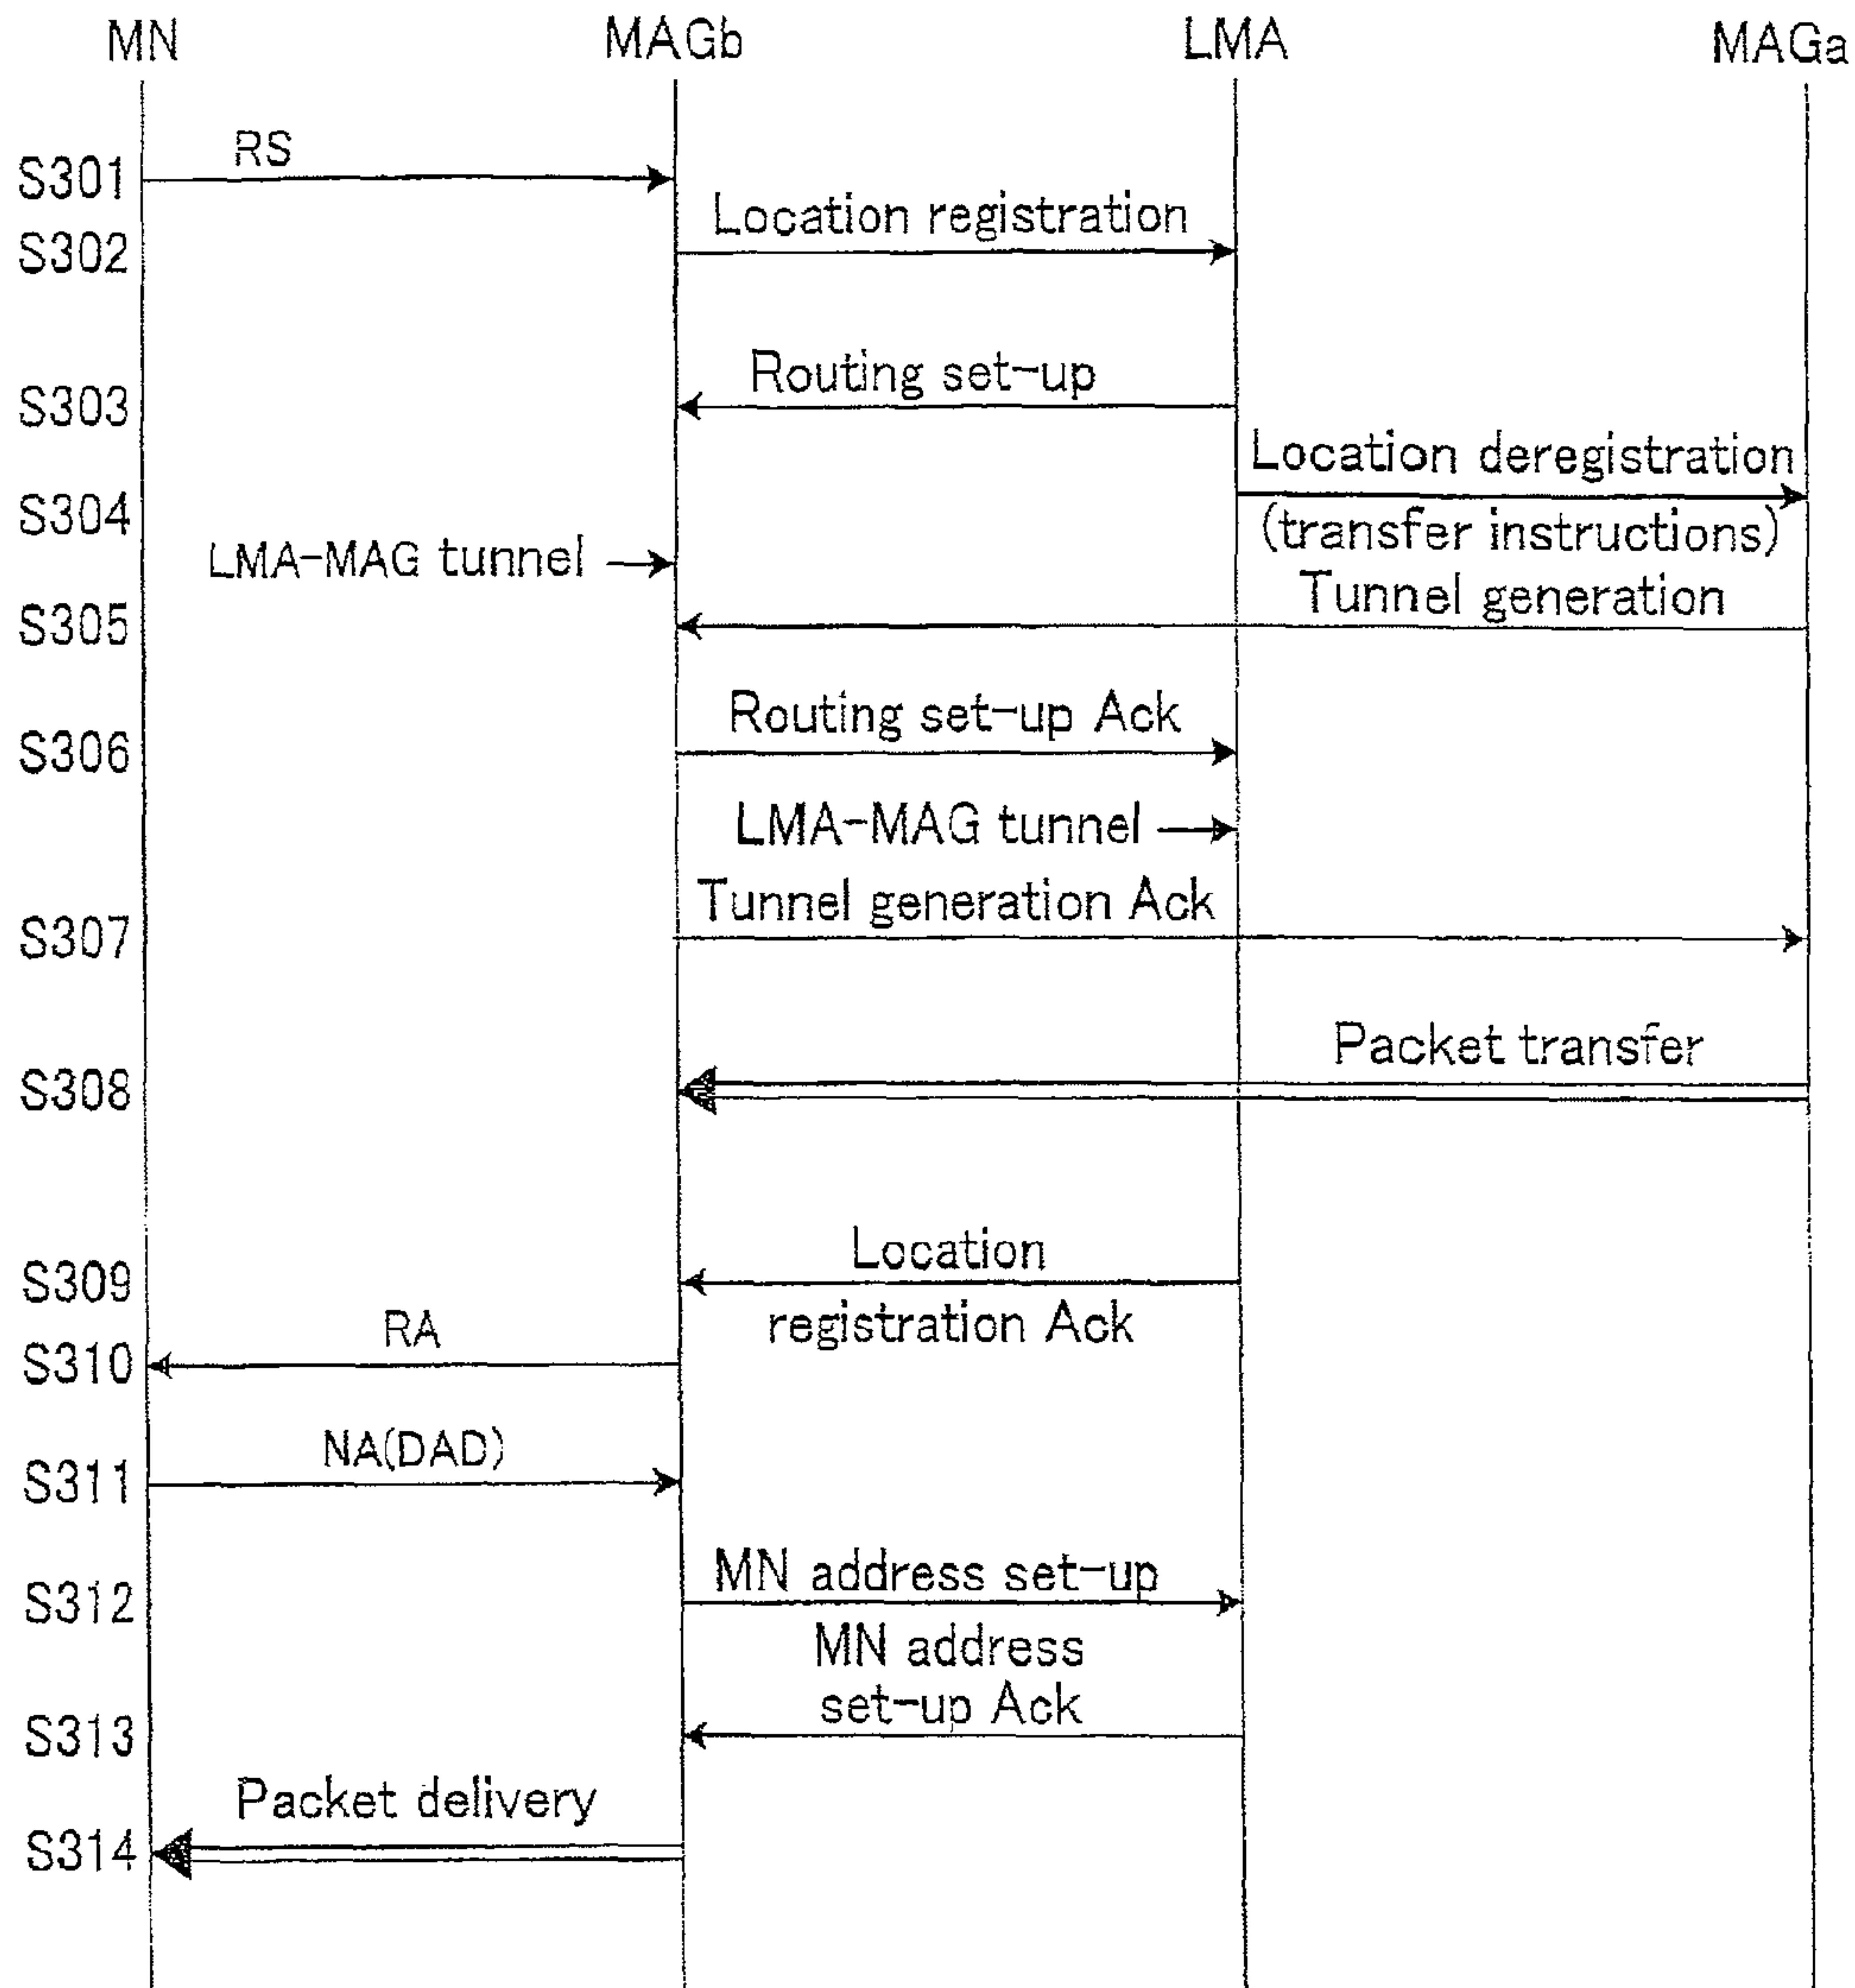 MN MAGb LMA MAGa
RS
S301
Location registration
S302
Routing set-up
S303
Location deregistration
S304
(transfer instructions)
LMA-MAG tunnel
Tunnel generation
S305
Routing set-up Ack
S306
LMA-MAG tunnel
Tunnel generation Ack
S307
Packet transfer
S308
Location
S309
registration Ack
RA
S310
NA(DAD)
S311
MN address set-up
S312
MN address
set-up Ack
S313
Packet delivery
S314